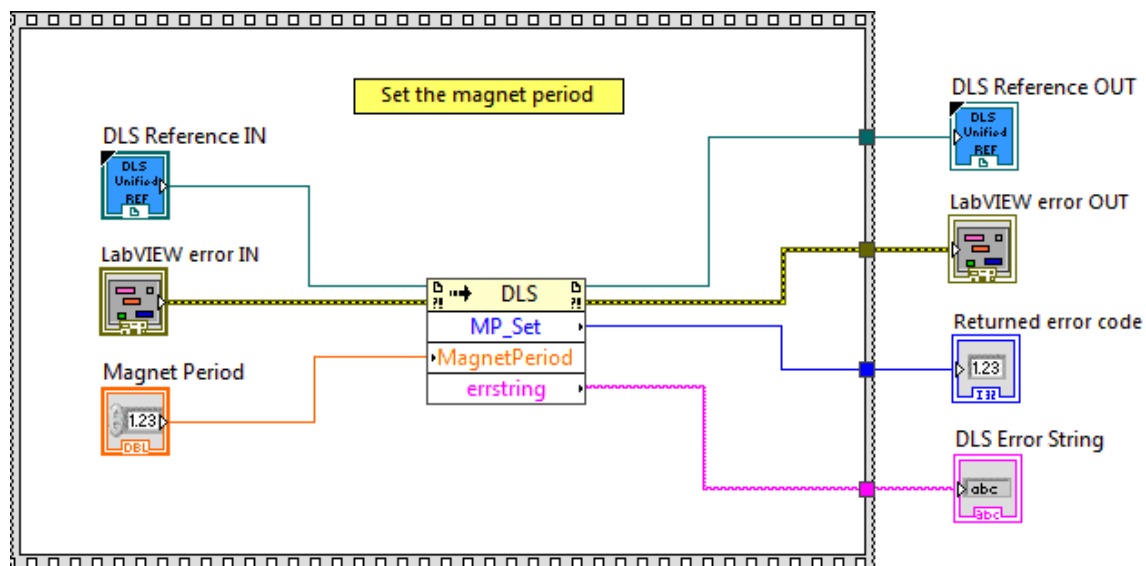 Set the magnet period
DLS Reference IN
DLS
Unified
REF
LabVIEW error IN
Magnet Period
1.23
DBL
?! DLS ?!
MP_Set
MagnetPeriod
errstring
DLS Reference OUT
DLS
Unified
REF
LabVIEW error OUT
Returned error code
1.23
I32
DLS Error String
abc
abc